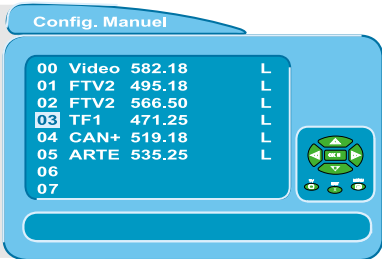 Config. Manuel
00 Video 582.18 L
01 FTV2 495.18 L
02 FTV2 566.50 L
03 TF1 471.25 L
04 CAN+ 519.18 L
05 ARTE 535.25 L
06
07